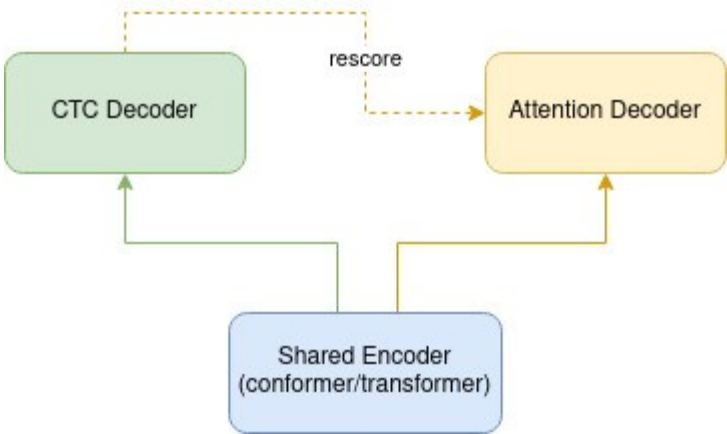 rescore
CTC Decoder
Attention Decoder
Shared Encoder
(conformer/transformer)